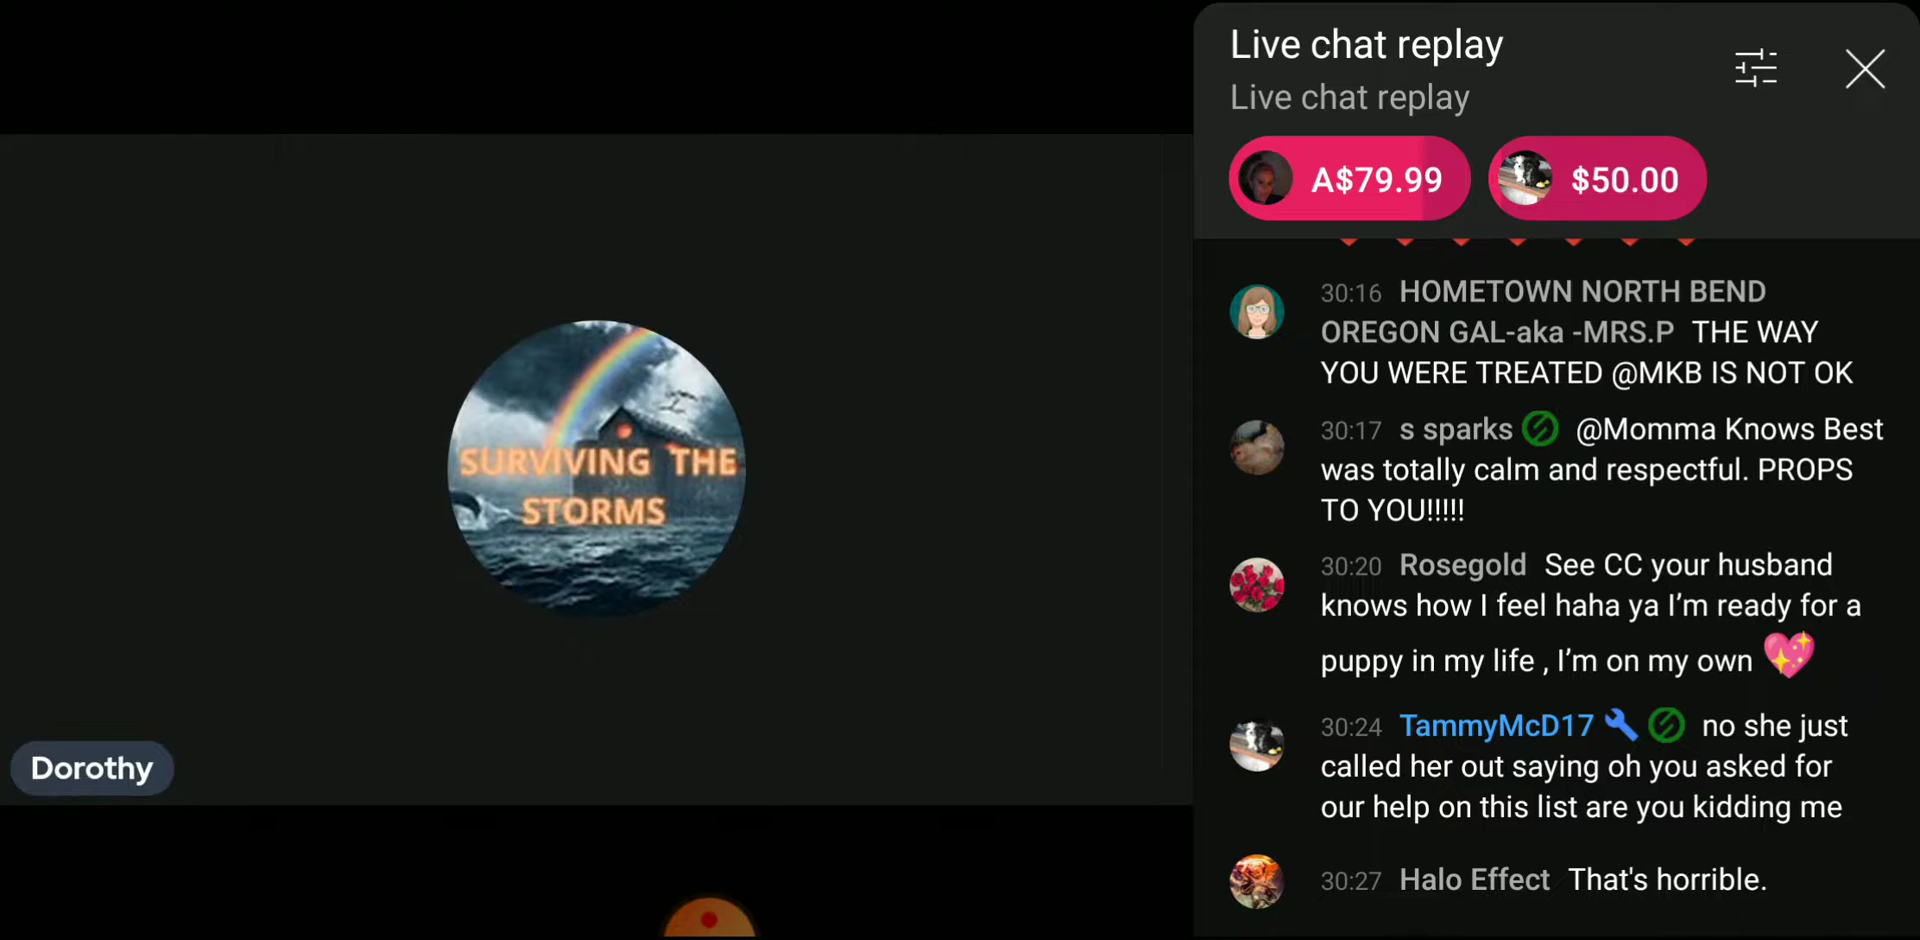 SURVIVING THE
STORMS
Dorothy
Live chat replay
Live chat replay
A$79.99 $50.00
30:16 HOMETOWN NORTH BEND
OREGON GAL-aka -MRS.P THE WAY
YOU WERE TREATED @MKB IS NOT OK
30:17 s sparks @Momma Knows Best
was totally calm and respectful. PROPS
TO YOU!!!!!
30:20 Rosegold See CC your husband
knows how I feel haha ya I’m ready for a
puppy in my life , I’m on my own 💖
30:24 TammyMcD17 no she just
called her out saying oh you asked for
our help on this list are you kidding me
30:27 Halo Effect That's horrible.